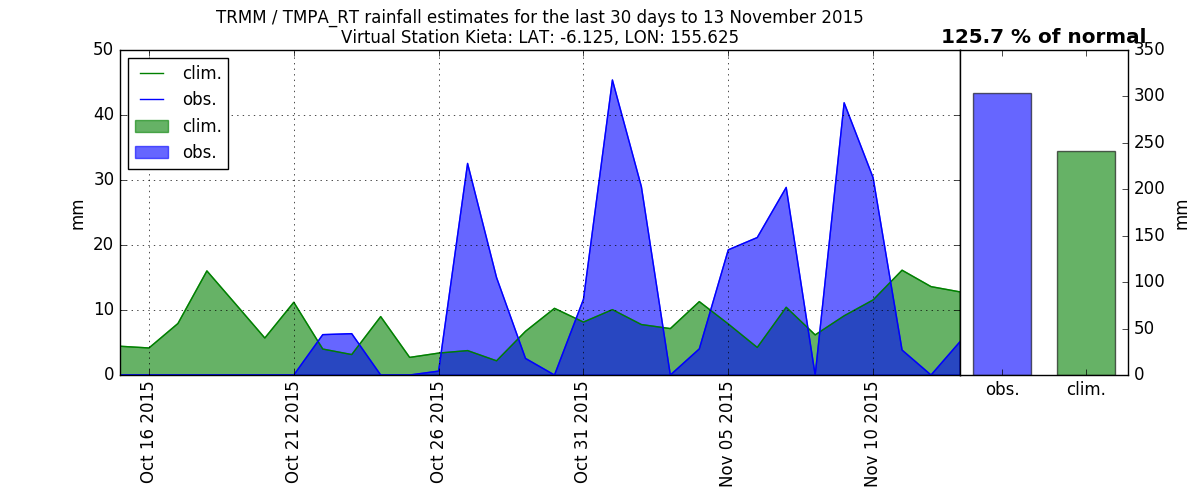 TRMM / TMPA_RT rainfall estimates for the last 30 days to 13 November 2015
Virtual Station Kieta: LAT: -6.125, LON: 155.625
125.7 % of normal
clim.
obs.
clim.
obs.
50
40
30
20
10
0
mm
Oct 16 2015
Oct 21 2015
Oct 26 2015
Oct 31 2015
Nov 05 2015
Nov 10 2015
350
300
250
200
150
100
50
0
mm
obs.
clim.